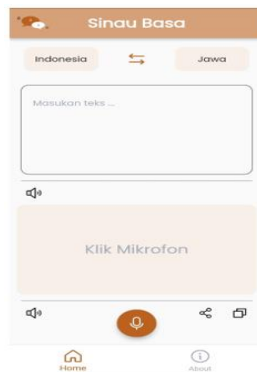 Sinau Basa
Indonesia
Jawa
Masukan teks ...
Klik Mikrofon
Home
About